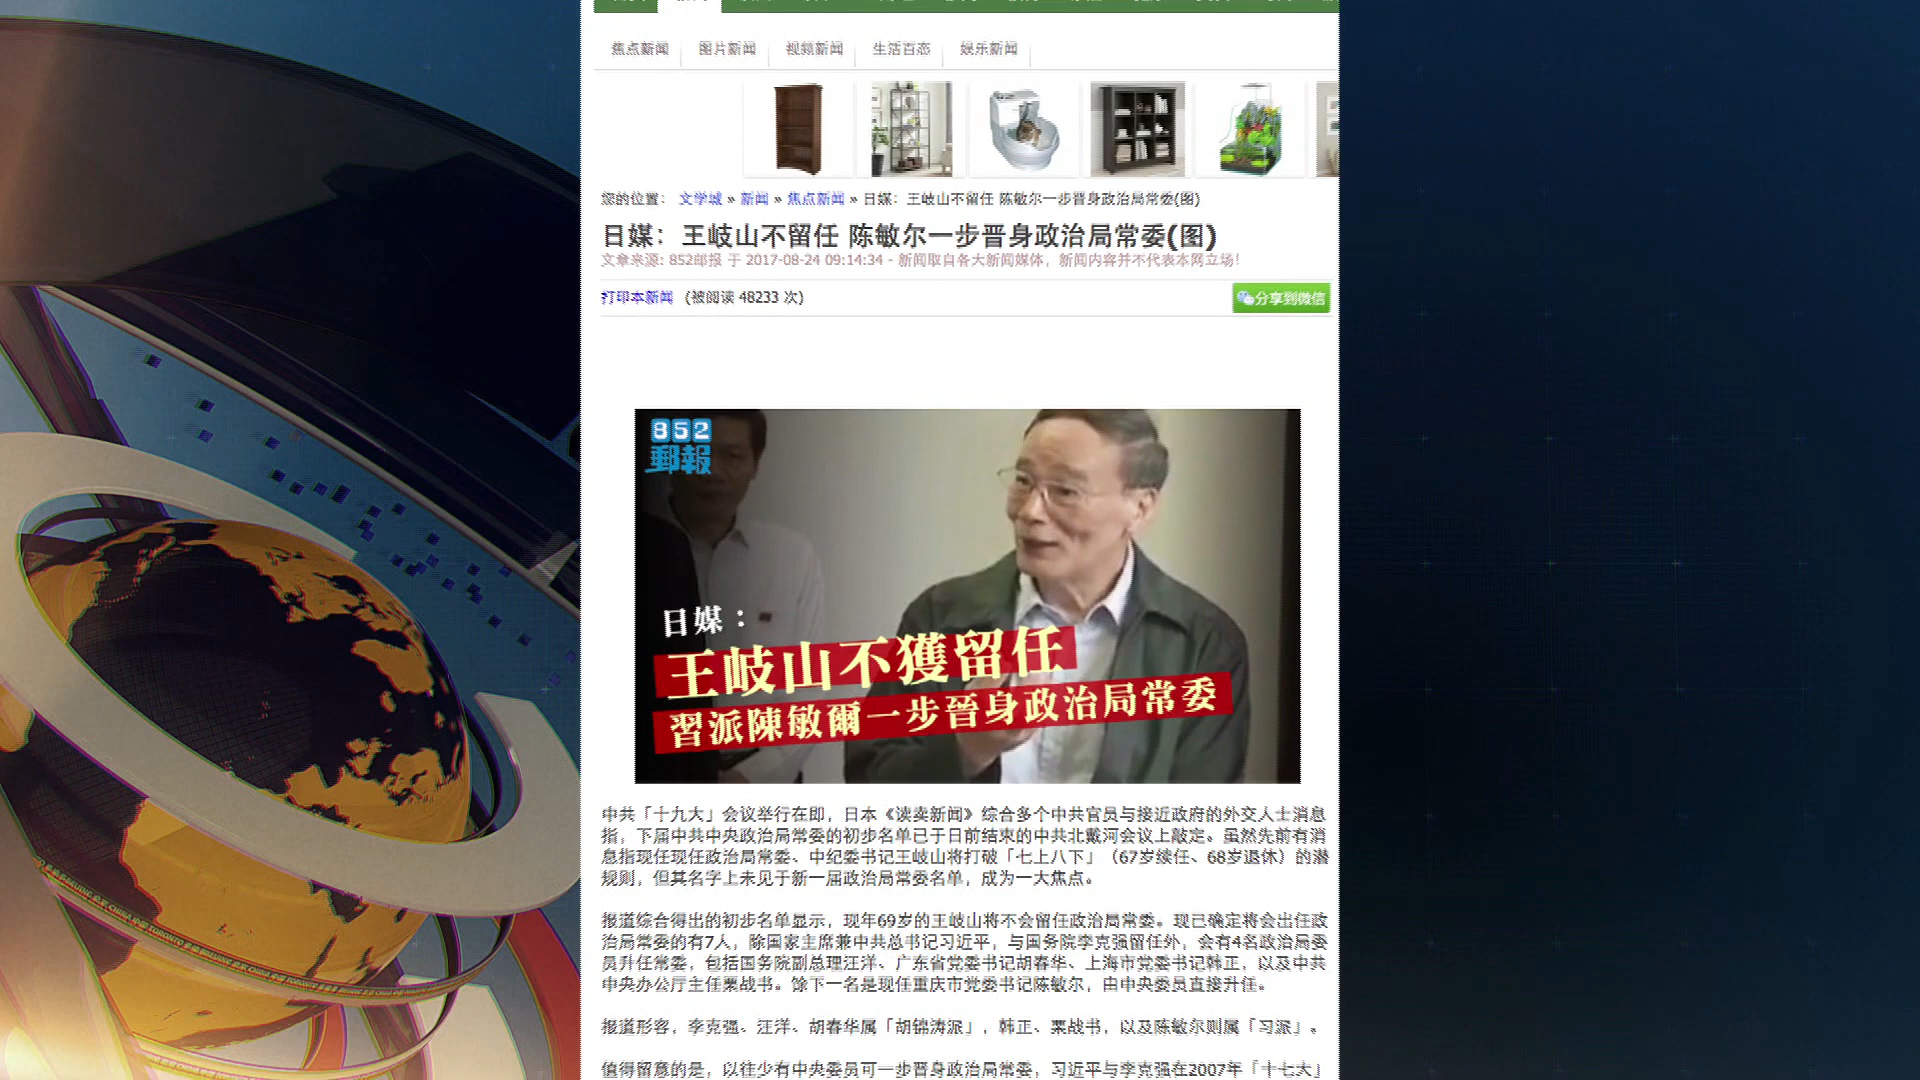 焦点新闻 图片新闻 视频新闻 生活百态 娱乐新闻
您的位置： 文学城 » 新闻 » 焦点新闻 » 日媒：王岐山不留任 陈敏尔一步晋身政治局常委(图)
日媒：王岐山不留任 陈敏尔一步晋身政治局常委(图)
文章来源: 852邮报 于 2017-08-24 09:14:34 - 新闻取自各大新闻媒体，新闻内容并不代表本网立场！
打印本新闻 (被阅读 48233 次)
分享到微信
852
郵報
日媒：
王岐山不獲留任
習派陳敏爾一步晉身政治局常委
中共「十九大」会议举行在即，日本《读卖新闻》综合多个中共官员与接近政府的外交人士消息
指，下届中共中央政治局常委的初步名单已于日前结束的中共北戴河会议上敲定。虽然先前有消
息指现任现任政治局常委、中纪委书记王岐山将打破「七上八下」（67岁续任、68岁退休）的潜
规则，但其名字上未见于新一届政治局常委名单，成为一大焦点。
报道综合得出的初步名单显示，现年69岁的王岐山将不会留任政治局常委。现已确定将会出任政
治局常委的有7人，除国家主席兼中共总书记习近平，与国务院李克强留任外，会有4名政治局委
员升任常委，包括国务院副总理汪洋、广东省党委书记胡春华、上海市党委书记韩正，以及中共
中央办公厅主任栗战书。馀下一名是现任重庆市党委书记陈敏尔，由中央委员直接升任。
报道形容，李克强、汪洋、胡春华属「胡锦涛派」，韩正、栗战书，以及陈敏尔则属「习派」。
值得留意的是，以往少有中央委员可一步晋身政治局常委，习近平与李克强在2007年「十七大」